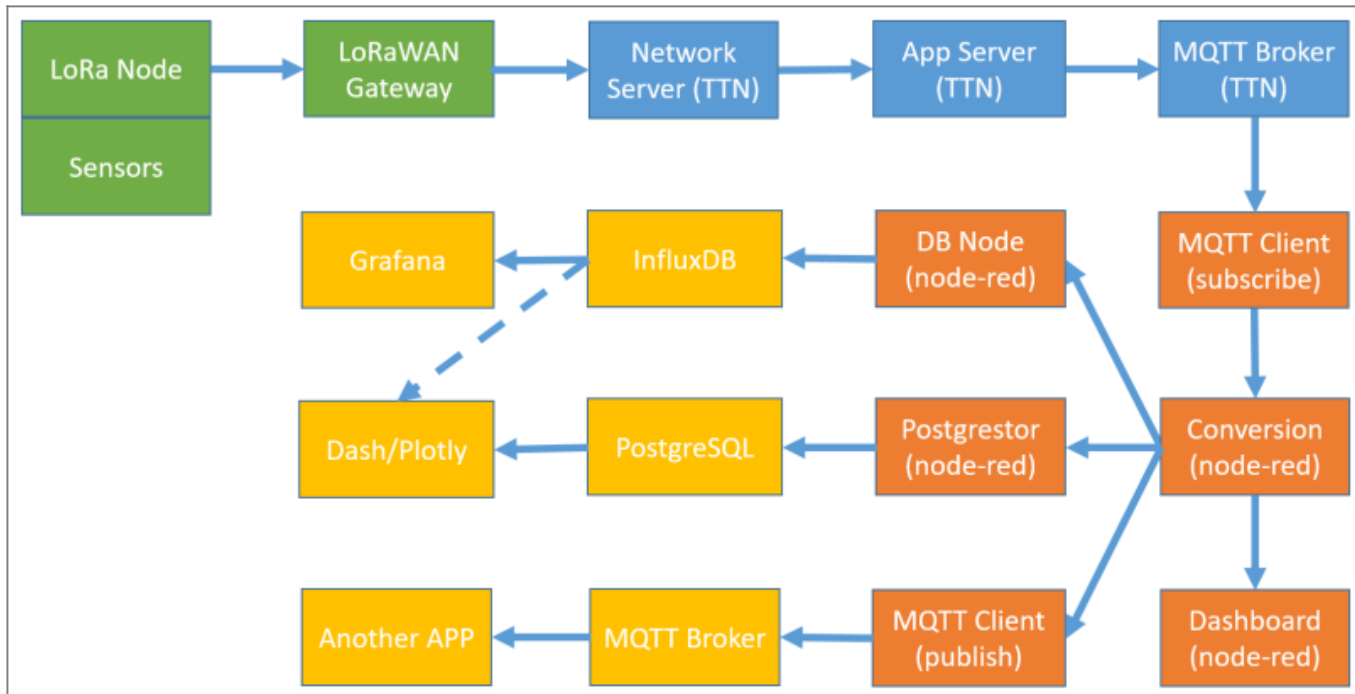 LoRa Node
LoRaWAN
Gateway
Network
Server (TTN)
App Server
(TTN)
MQTT Broker
(TTN)
Sensors
Grafana
InfluxDB
DB Node
(node-red)
MQTT Client
(subscribe)
Dash/Plotly
PostgreSQL
Postgrestor
(node-red)
Conversion
(node-red)
Another APP
MQTT Broker
MQTT Client
(publish)
Dashboard
(node-red)